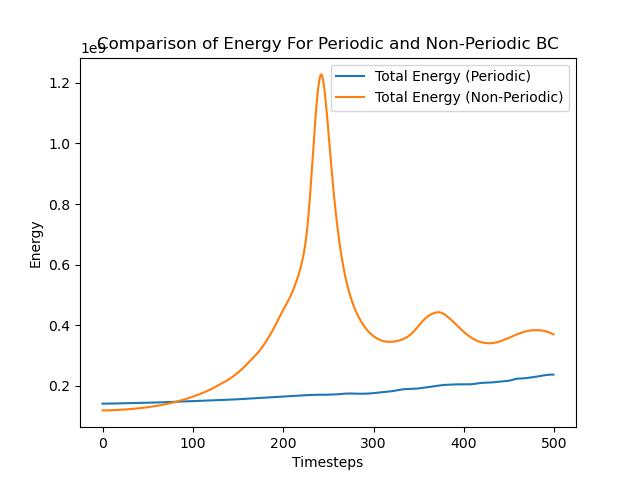 Comparison of Energy For Periodic and Non-Periodic BC
1e9
Total Energy (Periodic)
Total Energy (Non-Periodic)
1.2
1.0
0.8
0.6
0.4
0.2
Energy
0 100 200 300 400 500
Timesteps